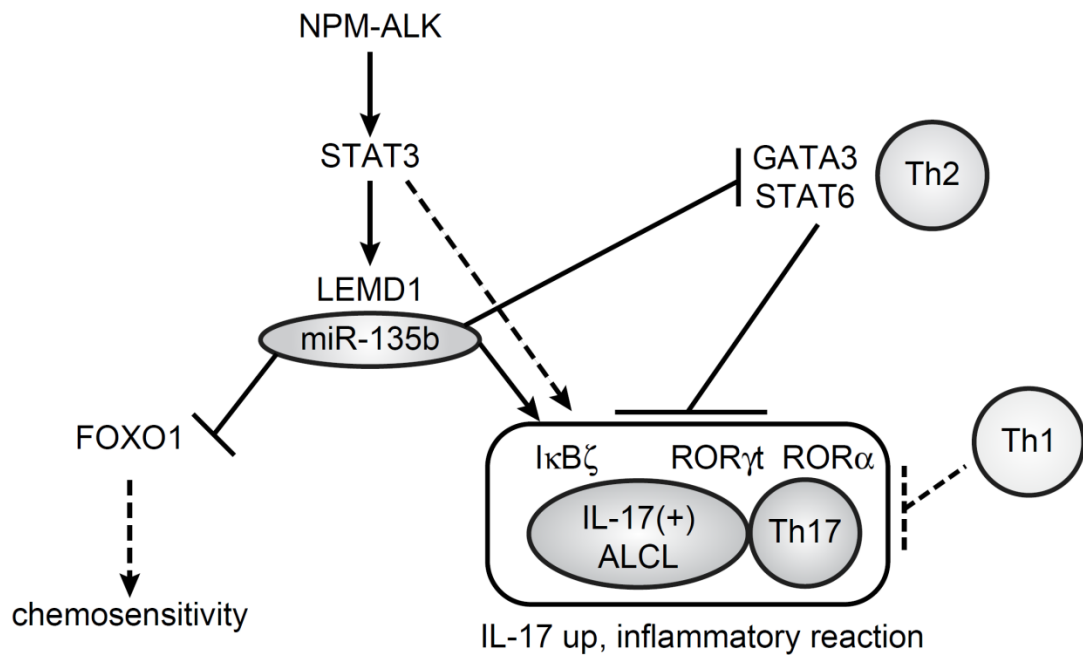 NPM-ALK
STAT3
GATA3
STAT6
Th2
LEMD1
miR-135b
FOXO1
Th1
IκBζ RORγt RORα
IL-17(+)
ALCL
Th17
chemosensitivity
IL-17 up, inflammatory reaction